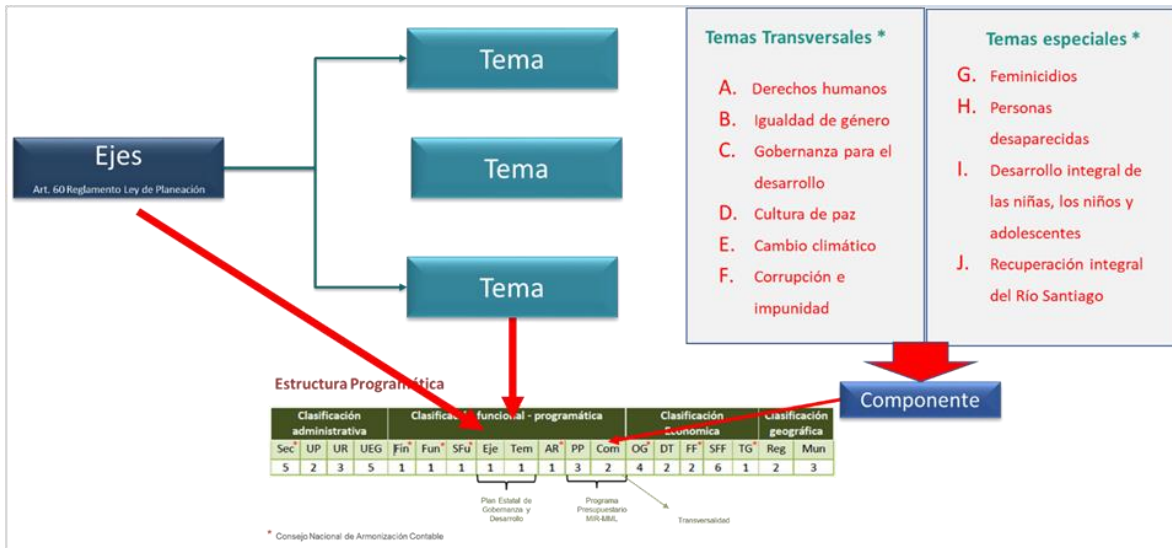 Ejes
Art. 60 Reglamento Ley de Planeación
Tema
Tema
Tema
Temas Transversales *
A. Derechos humanos
B. Igualdad de género
C. Gobernanza para el
desarrollo
D. Cultura de paz
E. Cambio climático
F. Corrupción e
impunidad
Temas especiales *
G. Feminicidios
H. Personas
desaparecidas
I. Desarrollo integral de
las niñas, los niños y
adolescentes
J. Recuperación integral
del Río Santiago
Componente
Estructura Programática
Clasificación
administrativa
Clasificación funcional - programática
Clasificación
Económica
Clasificación
geográfica
Sec* UP UR UEG Fin* Fun* SFu* Eje Tem AR* PP Com OG* DT FF* SFF TG* Reg Mun
5 2 3 5 1 1 1 1 1 1 3 2 4 2 2 6 1 2 3
Plan Estatal de
Gobernanza y
Desarrollo
Programa
Presupuestario
MIR-MML
Transversalidad
* Consejo Nacional de Armonización Contable